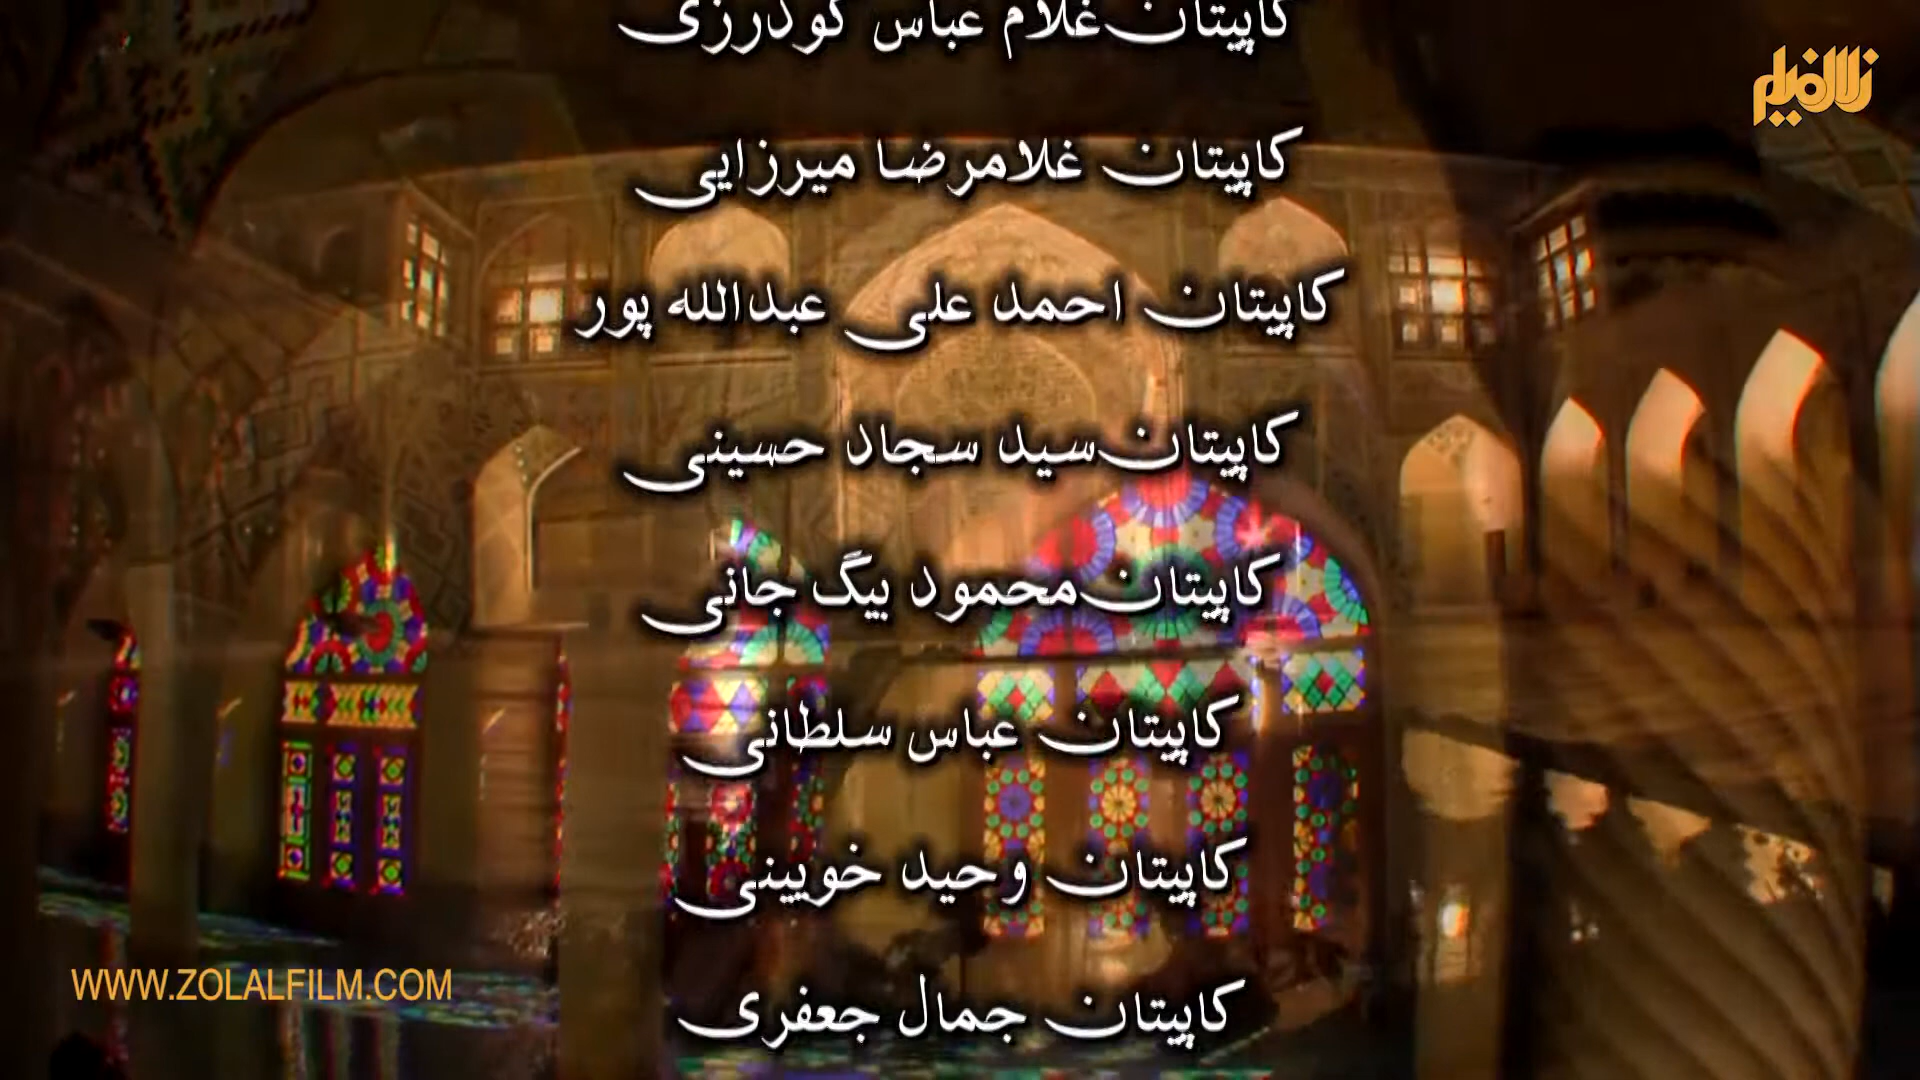 کاپیتان غلام عباس گودرزی
زلال فیلم
کاپیتان غلامرضا میرزایی
کاپیتان احمد علی عبدالله پور
کاپیتان سید سجاد حسینی
کاپیتان محمود بیگ جانی
کاپیتان عباس سلطانی
کاپیتان وحید خویینی
WWW.ZOLALFILM.COM
کاپیتان جمال جعفری